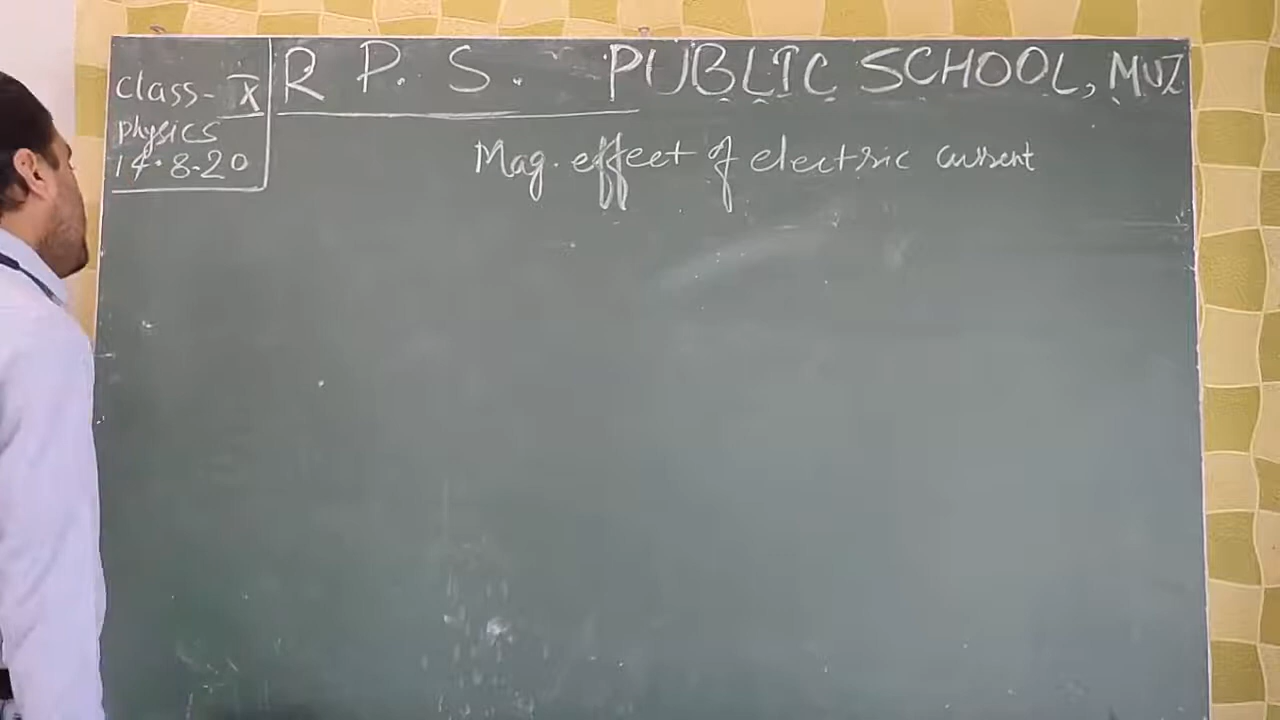 R P. S. PUBLIC SCHOOL, MUZ
class- X
physics
14.8.20
Mag. effect of electric current